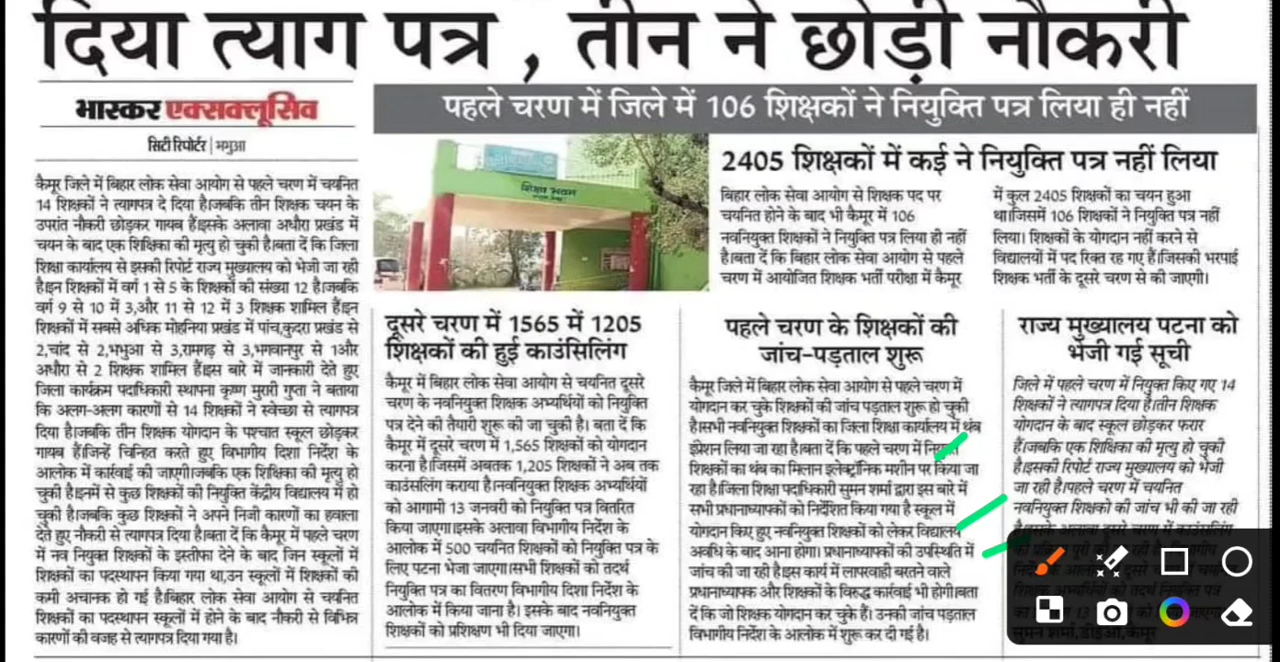 दिया त्याग पत्र , तीन ने छोड़ी नौकरी
भास्कर एक्सक्लूसिव
सिटी रिपोर्टर | भभुआ
कैमूर जिले में बिहार लोक सेवा आयोग से पहले चरण में चयनित
14 शिक्षकों ने त्यागपत्र दे दिया है।जबकि तीन शिक्षक चयन के
उपरांत नौकरी छोड़कर गायब हैं।इसके अलावा अधौरा प्रखंड में
चयन के बाद एक शिक्षिका की मृत्यु हो चुकी है।बता दें कि जिला
शिक्षा कार्यालय से इसकी रिपोर्ट राज्य मुख्यालय को भेजी जा रही
है।इन शिक्षकों में वर्ग 1 से 5 के शिक्षकों की संख्या 12 है।जबकि
वर्ग 9 से 10 में 3,और 11 से 12 में 3 शिक्षक शामिल हैं।इन
शिक्षकों में सबसे अधिक मोहनिया प्रखंड में पांच,कुदरा प्रखंड से
2,चांद से 2,भभुआ से 3,रामगढ़ से 3,भगवानपुर से 1और
अधौरा से 2 शिक्षक शामिल हैं।इस बारे में जानकारी देते हुए
जिला कार्यक्रम पदाधिकारी स्थापना कृष्ण मुरारी गुप्ता ने बताया
कि अलग-अलग कारणों से 14 शिक्षकों ने स्वेच्छा से त्यागपत्र
दिया है।जबकि तीन शिक्षक योगदान के पश्चात स्कूल छोड़कर
गायब हैं।जिन्हें चिन्हित करते हुए विभागीय दिशा निर्देश के
आलोक में कार्रवाई की जाएगी।जबकि एक शिक्षिका की मृत्यु हो
चुकी है।इनमें से कुछ शिक्षकों की नियुक्ति केंद्रीय विद्यालय में हो
चुकी है।जबकि कुछ शिक्षकों ने अपने निजी कारणों का हवाला
देते हुए नौकरी से त्यागपत्र दिया है।बता दें कि कैमूर में पहले चरण
में नव नियुक्त शिक्षकों के इस्तीफा देने के बाद जिन स्कूलों में
शिक्षकों का पदस्थापन किया गया था,उन स्कूलों में शिक्षकों की
कमी अचानक हो गई है।बिहार लोक सेवा आयोग से चयनित
शिक्षकों का पदस्थापन स्कूलों में होने के बाद नौकरी से विभिन्न
कारणों की वजह से त्यागपत्र दिया गया है।
पहले चरण में जिले में 106 शिक्षकों ने नियुक्ति पत्र लिया ही नहीं
शिक्षा भवन
2405 शिक्षकों में कई ने नियुक्ति पत्र नहीं लिया
बिहार लोक सेवा आयोग से शिक्षक पद पर
चयनित होने के बाद भी कैमूर में 106
नवनियुक्त शिक्षकों ने नियुक्ति पत्र लिया ही नहीं
है।बता दें कि बिहार लोक सेवा आयोग से पहले
चरण में आयोजित शिक्षक भर्ती परीक्षा में कैमूर
में कुल 2405 शिक्षकों का चयन हुआ
था।जिसमें 106 शिक्षकों ने नियुक्ति पत्र नहीं
लिया। शिक्षकों के योगदान नहीं करने से
विद्यालयों में पद रिक्त रह गए हैं।जिसकी भरपाई
शिक्षक भर्ती के दूसरे चरण से की जाएगी।
दूसरे चरण में 1565 में 1205
शिक्षकों की हुई काउंसिलिंग
कैमूर में बिहार लोक सेवा आयोग से चयनित दूसरे
चरण के नवनियुक्त शिक्षक अभ्यर्थियों को नियुक्ति
पत्र देने की तैयारी शुरू की जा चुकी है। बता दें कि
कैमूर में दूसरे चरण में 1,565 शिक्षकों को योगदान
करना है।जिसमें अबतक 1,205 शिक्षकों ने अब तक
काउंसलिंग कराया है।नवनियुक्त शिक्षक अभ्यर्थियों
को आगामी 13 जनवरी को नियुक्ति पत्र वितरित
किया जाएगा।इसके अलावा विभागीय निर्देश के
आलोक में 500 चयनित शिक्षकों को नियुक्ति पत्र के
लिए पटना भेजा जाएगा।सभी शिक्षकों को तदर्थ
नियुक्ति पत्र का वितरण विभागीय दिशा निर्देश के
आलोक में किया जाना है। इसके बाद नवनियुक्त
शिक्षकों को प्रशिक्षण भी दिया जाएगा।
पहले चरण के शिक्षकों की
जांच-पड़ताल शुरू
कैमूर जिले में बिहार लोक सेवा आयोग से पहले चरण में
योगदान कर चुके शिक्षकों की जांच पड़ताल शुरू हो चुकी
है।सभी नवनियुक्त शिक्षकों का जिला शिक्षा कार्यालय में थंब
इंप्रेशन लिया जा रहा है।बता दें कि पहले चरण में
शिक्षकों का थंब का मिलान इलेक्ट्रॉनिक मशीन पर किया जा
रहा है।जिला शिक्षा पदाधिकारी सुमन शर्मा द्वारा इस बारे में
सभी प्रधानाध्यापकों को निर्देशित किया गया है स्कूल में
योगदान किए हुए नवनियुक्त शिक्षकों को लेकर विद्यालय
अवधि के बाद आना होगा। प्रधानाध्यापकों की उपस्थिति में
जांच की जा रही है।इस कार्य में लापरवाही बरतने वाले
प्रधानाध्यापक और शिक्षकों के विरुद्ध कार्रवाई भी होगी।बता
दें कि जो शिक्षक योगदान कर चुके हैं। उनकी जांच पड़ताल
विभागीय निर्देश के आलोक में शुरू कर दी गई है।
राज्य मुख्यालय पटना को
भेजी गई सूची
जिले में पहले चरण में नियुक्त किए गए 14
शिक्षकों ने त्यागपत्र दिया है।तीन शिक्षक
योगदान के बाद स्कूल छोड़कर फरार
हैं।जबकि एक शिक्षिका की मृत्यु हो चुकी
है।इसकी रिपोर्ट राज्य मुख्यालय को भेजी
जा रही है।पहले चरण में चयनित
नवनियुक्त शिक्षकों की जांच भी की जा रही
है।इसके अलावा दूसरे चरण में काउंसिलिंग
सुमन शर्मा,डीईओ,कैमूर